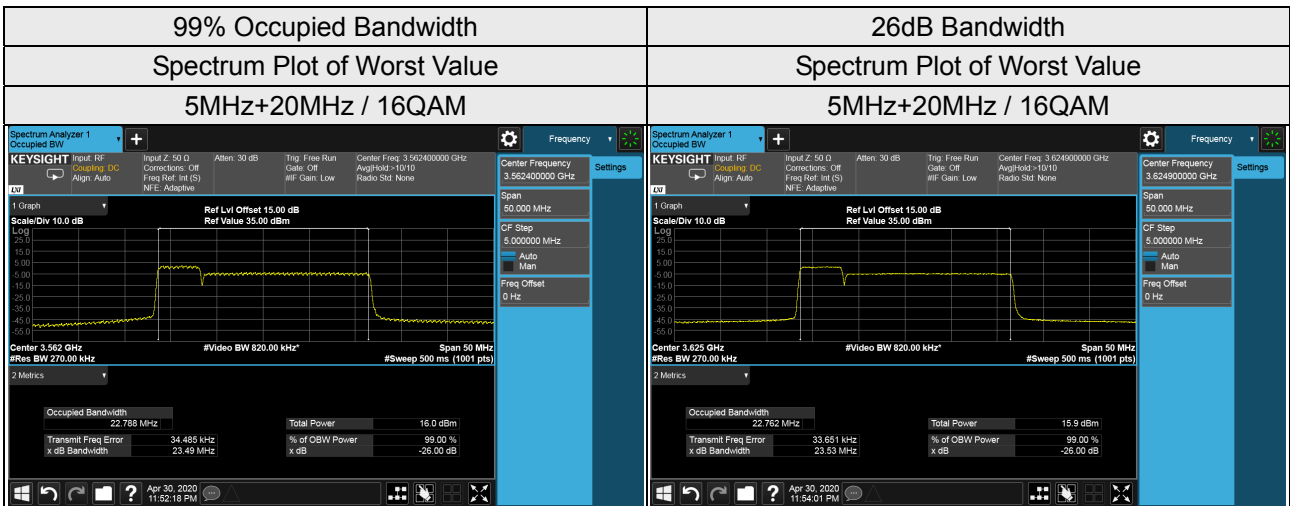 99% Occupied Bandwidth
26dB Bandwidth
Spectrum Plot of Worst Value
Spectrum Plot of Worst Value
5MHz+20MHz / 16QAM
5MHz+20MHz / 16QAM
Spectrum Analyzer 1
Occupied BW
+
Frequency
KEYSIGHT
Input: RF
Coupling: DC
Align: Auto
Input Z: 50 Ω
Corrections: Off
Freq Ref: Int (S)
NFE: Adaptive
Atten: 30 dB
Trig: Free Run
Gate: Off
#IF Gain: Low
Center Freq: 3.562400000 GHz
Avg|Hold:>10/10
Radio Std: None
LXI
Center Frequency
3.562400000 GHz
Settings
Span
50.000 MHz
CF Step
5.000000 MHz
Auto
Man
Freq Offset
0 Hz
1 Graph
Ref Lvl Offset 15.00 dB
Scale/Div 10.0 dB
Ref Value 35.00 dBm
Log
25.0
15.0
5.00
-5.00
-15.0
-25.0
-35.0
-45.0
-55.0
Center 3.562 GHz
#Video BW 820.00 kHz*
Span 50 MHz
#Res BW 270.00 kHz
#Sweep 500 ms (1001 pts)
2 Metrics
Occupied Bandwidth
22.788 MHz
Total Power
16.0 dBm
Transmit Freq Error
34.485 kHz
% of OBW Power
99.00 %
x dB Bandwidth
23.49 MHz
x dB
-26.00 dB
?
Apr 30, 2020
11:52:18 PM
Spectrum Analyzer 1
Occupied BW
+
Frequency
KEYSIGHT
Input: RF
Coupling: DC
Align: Auto
Input Z: 50 Ω
Corrections: Off
Freq Ref: Int (S)
NFE: Adaptive
Atten: 30 dB
Trig: Free Run
Gate: Off
#IF Gain: Low
Center Freq: 3.624900000 GHz
Avg|Hold:>10/10
Radio Std: None
LXI
Center Frequency
3.624900000 GHz
Settings
Span
50.000 MHz
CF Step
5.000000 MHz
Auto
Man
Freq Offset
0 Hz
1 Graph
Ref Lvl Offset 15.00 dB
Scale/Div 10.0 dB
Ref Value 35.00 dBm
Log
25.0
15.0
5.00
-5.00
-15.0
-25.0
-35.0
-45.0
-55.0
Center 3.625 GHz
#Video BW 820.00 kHz*
Span 50 MHz
#Res BW 270.00 kHz
#Sweep 500 ms (1001 pts)
2 Metrics
Occupied Bandwidth
22.762 MHz
Total Power
15.9 dBm
Transmit Freq Error
33.651 kHz
% of OBW Power
99.00 %
x dB Bandwidth
23.53 MHz
x dB
-26.00 dB
?
Apr 30, 2020
11:54:01 PM